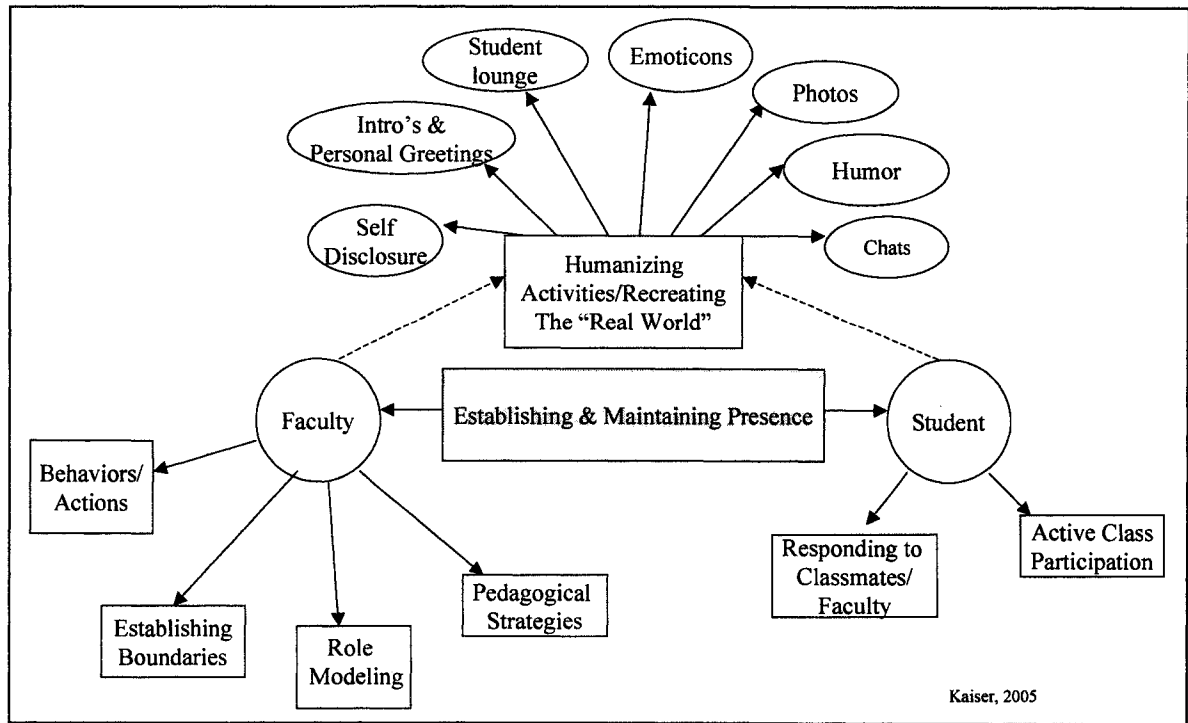 Student
lounge
Emoticons
Photos
Intro's &
Personal Greetings
Humor
Self
Disclosure
Chats
Humanizing
Activities/Recreating
The “Real World”
Faculty
Establishing & Maintaining Presence
Student
Behaviors/
Actions
Establishing
Boundaries
Role
Modeling
Pedagogical
Strategies
Responding to
Classmates/
Faculty
Active Class
Participation
Kaiser, 2005